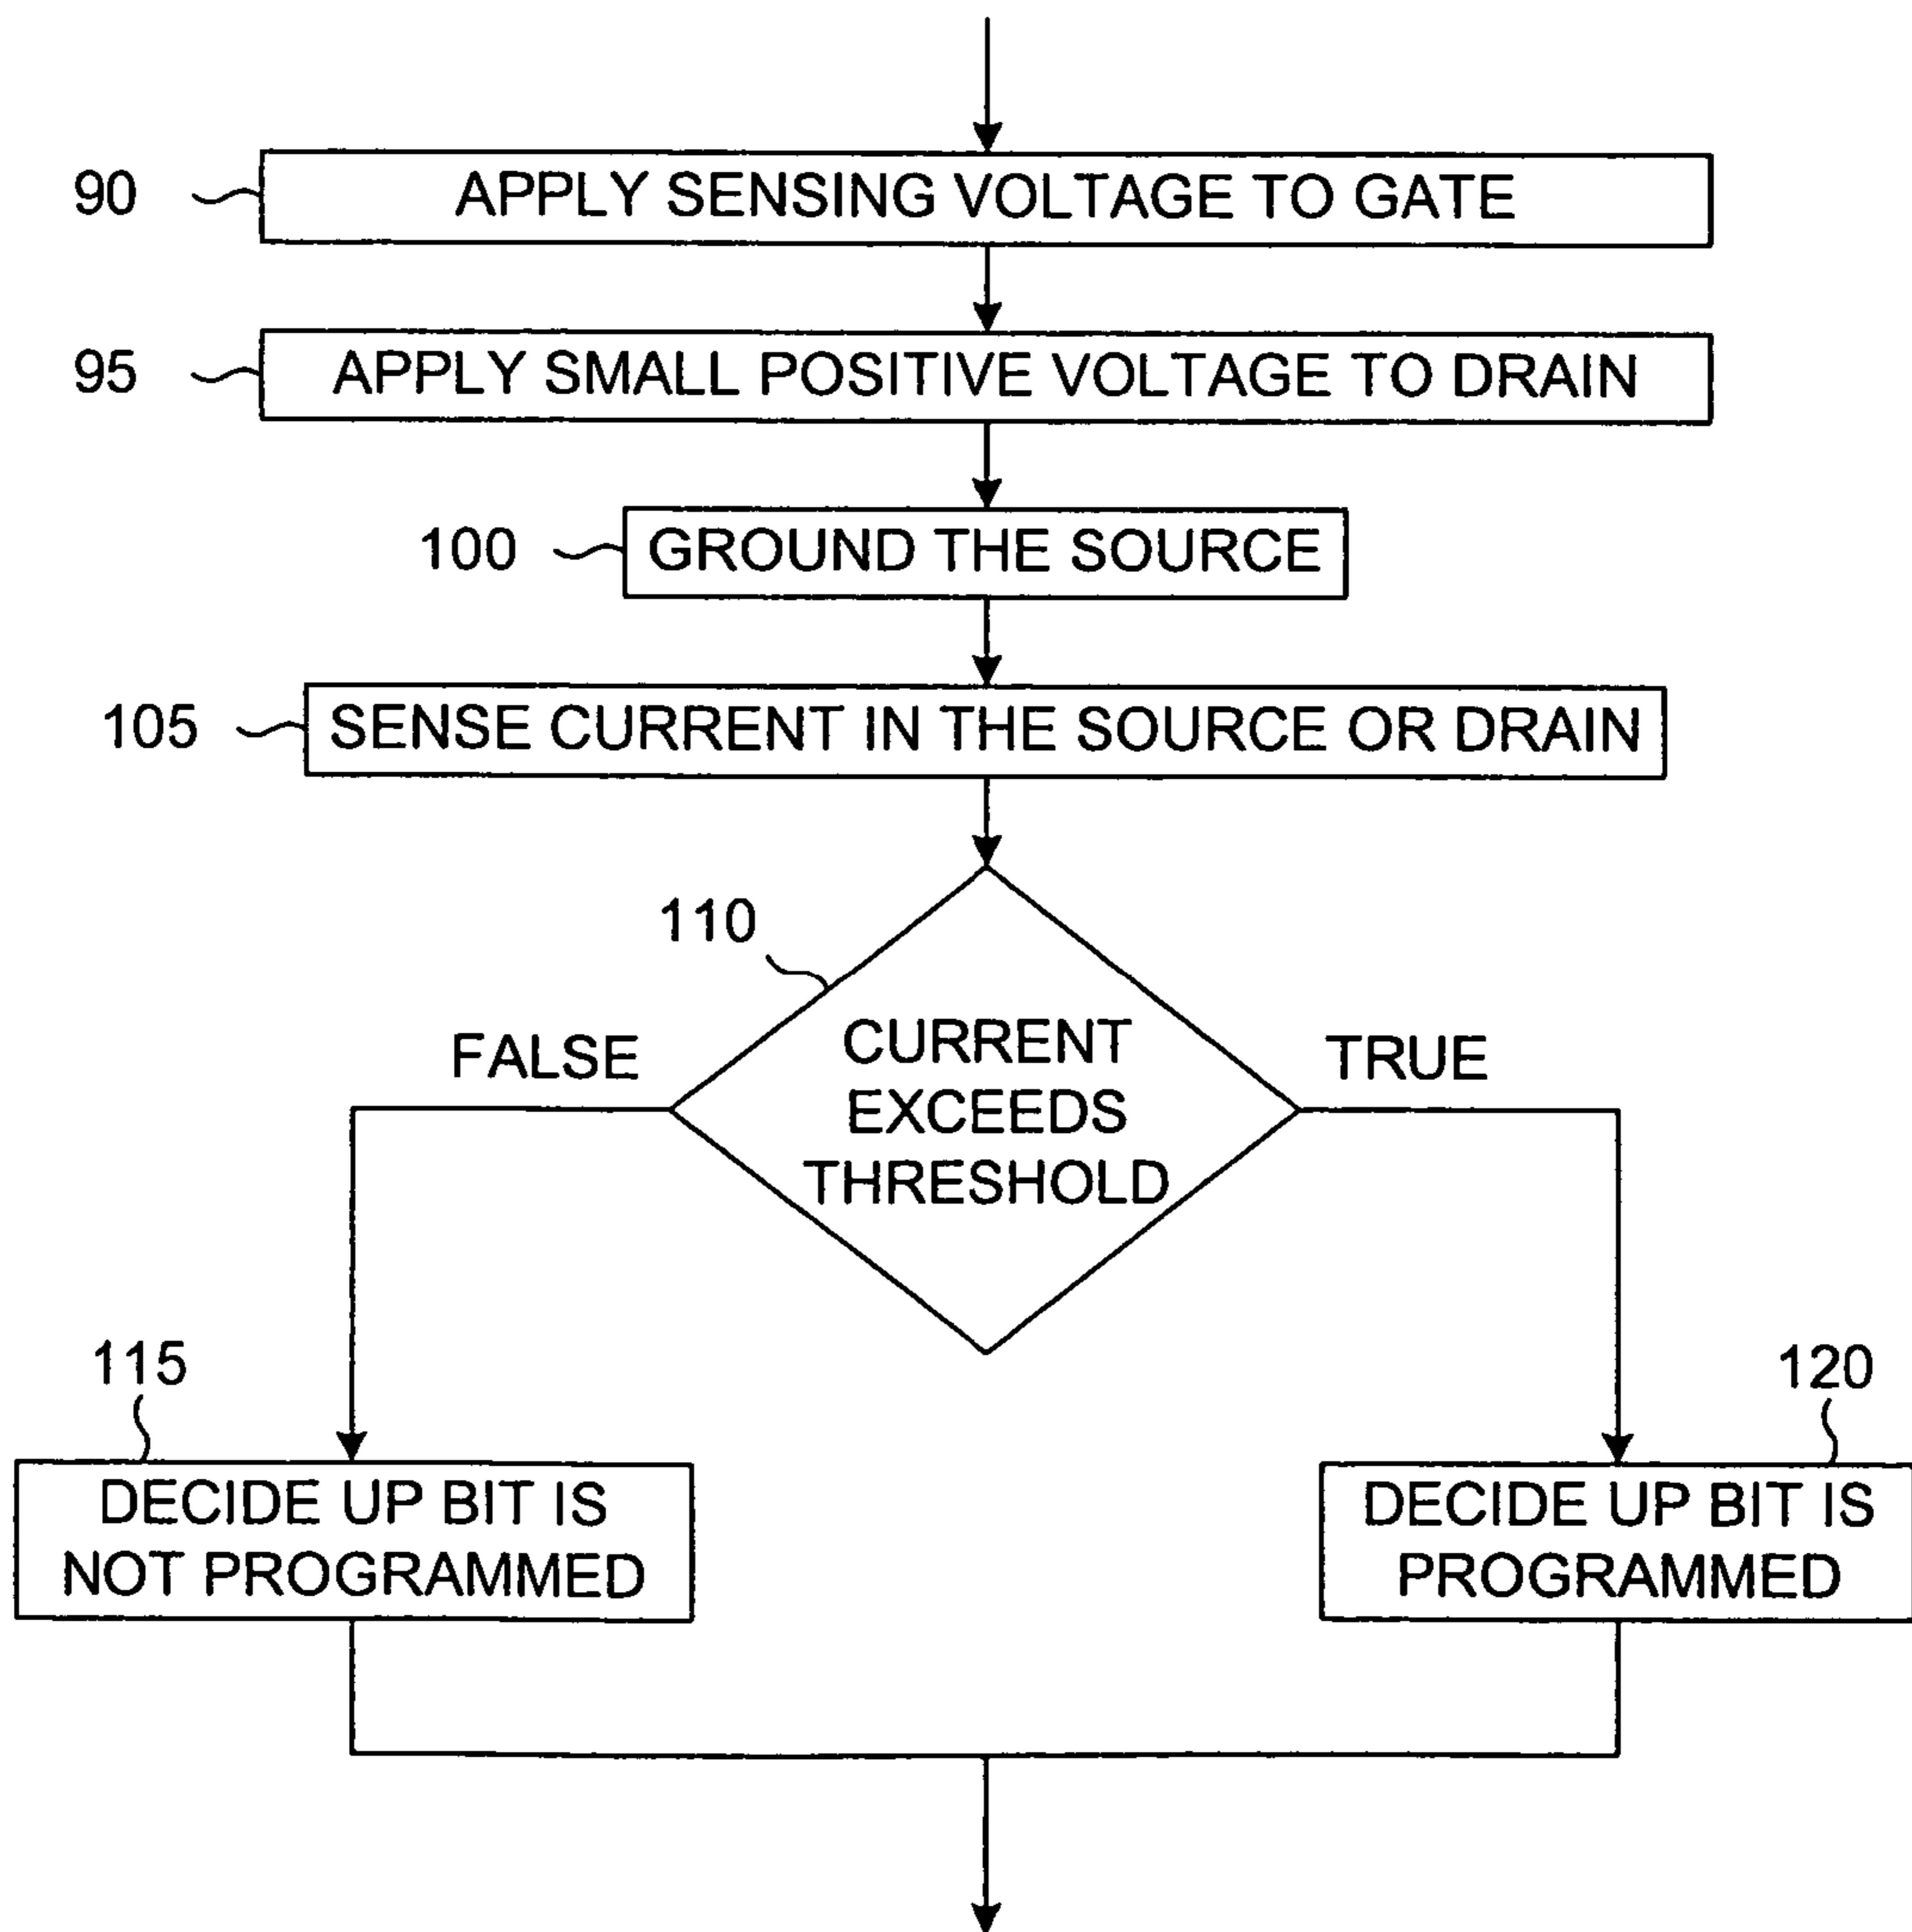 90
APPLY SENSING VOLTAGE TO GATE
95
APPLY SMALL POSITIVE VOLTAGE TO DRAIN
100
GROUND THE SOURCE
105
SENSE CURRENT IN THE SOURCE OR DRAIN
110
CURRENT
EXCEEDS
THRESHOLD
FALSE
TRUE
115
DECIDE UP BIT IS
NOT PROGRAMMED
120
DECIDE UP BIT IS
PROGRAMMED